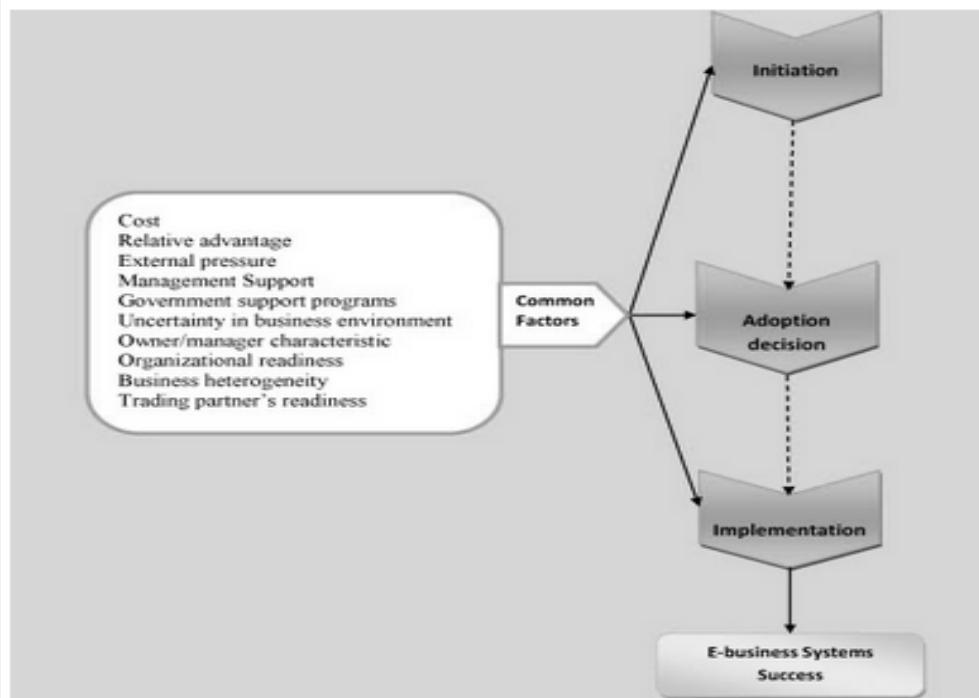 Initiation
Cost
Relative advantage
External pressure
Management Support
Government support programs
Uncertainty in business environment
Owner/manager characteristic
Organizational readiness
Business heterogeneity
Trading partner's readiness
Common
Factors
Adoption
decision
Implementation
E-business Systems
Success